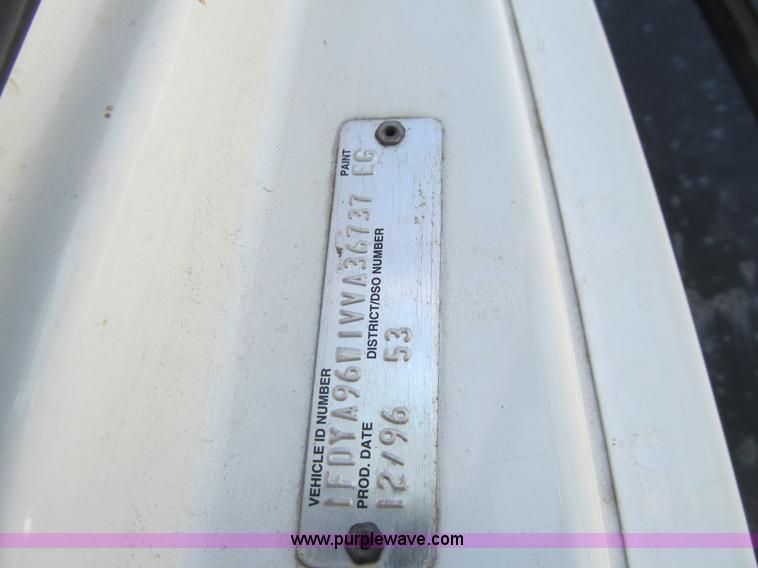 VEHICLE ID NUMBER PAINT
1FDYA96W1VVA36737 EG
PROD. DATE DISTRICT/DSO NUMBER
12/96 53
www.purplewave.com